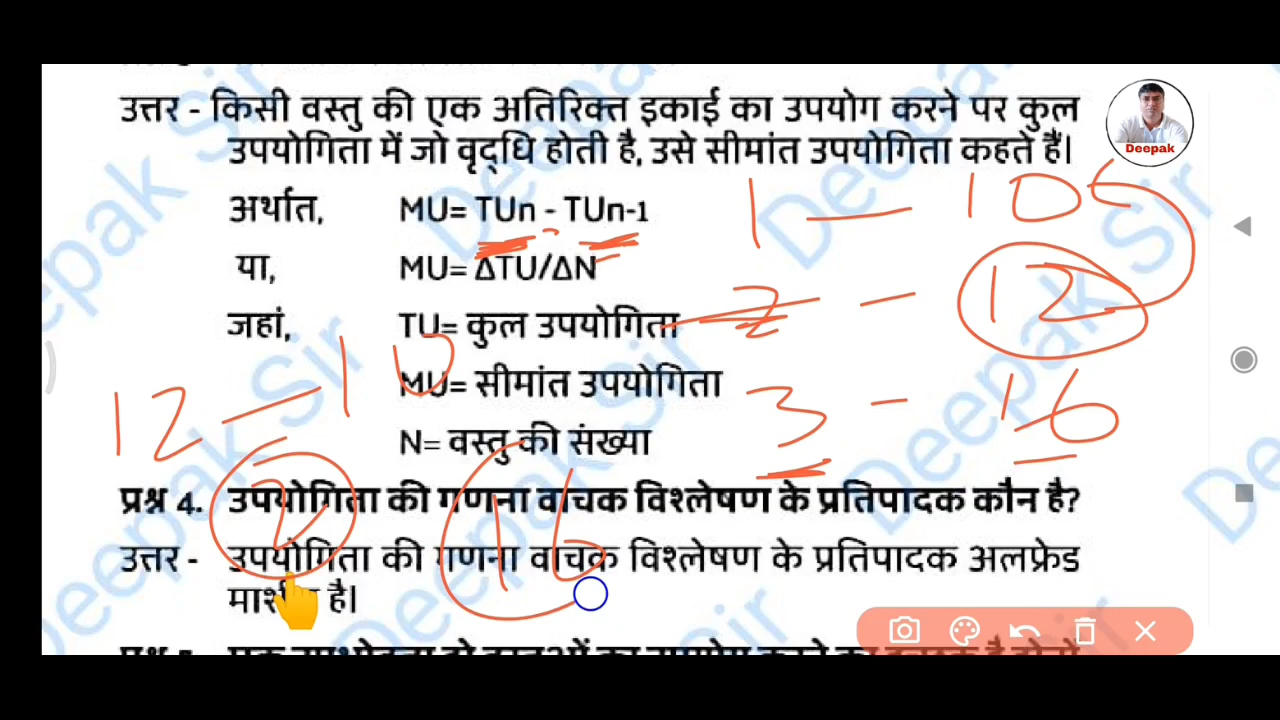 उत्तर - किसी वस्तु की एक अतिरिक्त इकाई का उपयोग करने पर कुल
उपयोगिता में जो वृद्धि होती है, उसे सीमांत उपयोगिता कहते हैं।
Deepak
अर्थात, MU= TUn - TUn-1
1 — 10
या, MU= ΔTU/ΔN
2 — 12
जहां, TU= कुल उपयोगिता
12 — 10
MU= सीमांत उपयोगिता
3 - 16
N= वस्तु की संख्या
2
16
प्रश्न 4. उपयोगिता की गणना वाचक विश्लेषण के प्रतिपादक कौन है?
उत्तर - उपयोगिता की गणना वाचक विश्लेषण के प्रतिपादक अलफ्रेड
है।
Deepak Sir